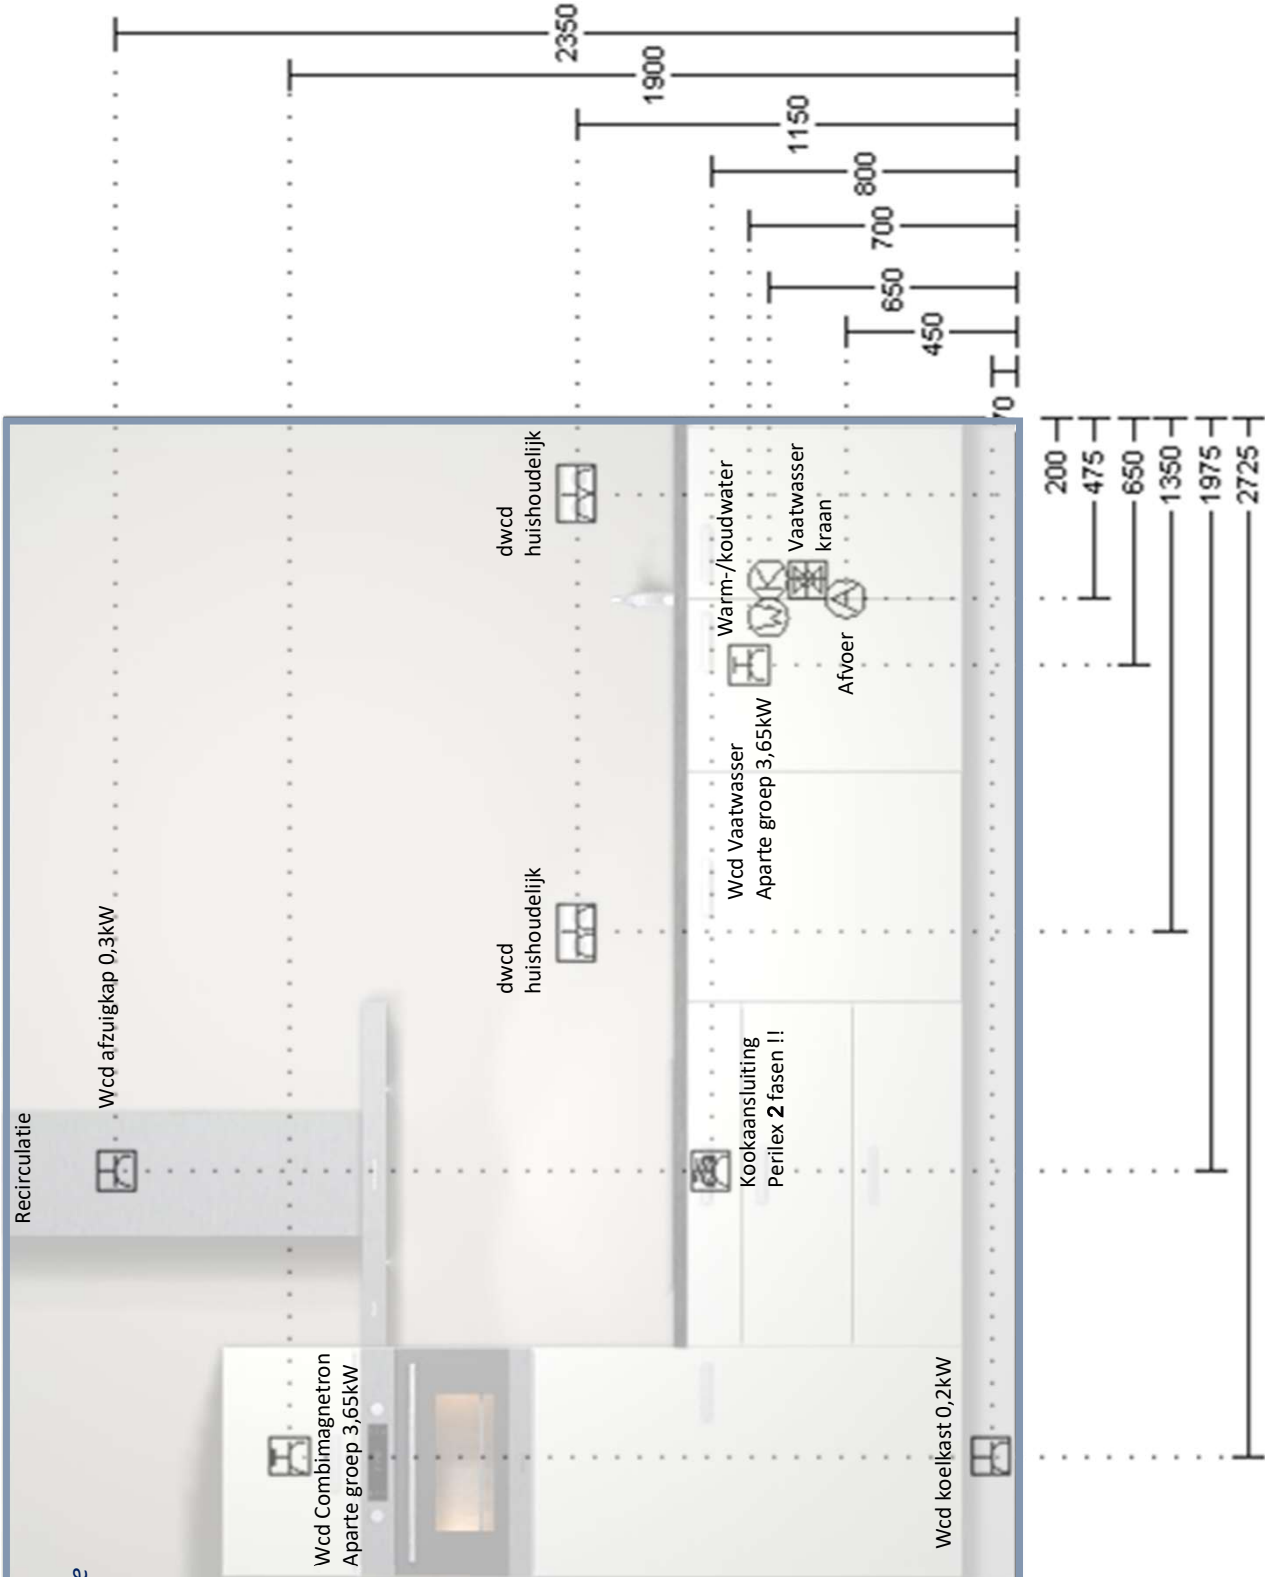 Recirculatie
Wcd afzuigkap 0,3kW
Wcd Combimagnetron
Aparte groep 3,65kW
dwcd
huishoudelijk
dwcd
huishoudelijk
Kookaansluiting
Perilex 2 fasen !!
Wcd Vaatwasser
Aparte groep 3,65kW
Warm-/koudwater
W
K
Vaatwasser
kraan
A
Afvoer
Wcd koelkast 0,2kW
2350
1900
1150
800
700
650
450
70
200
475
650
1350
1975
2725